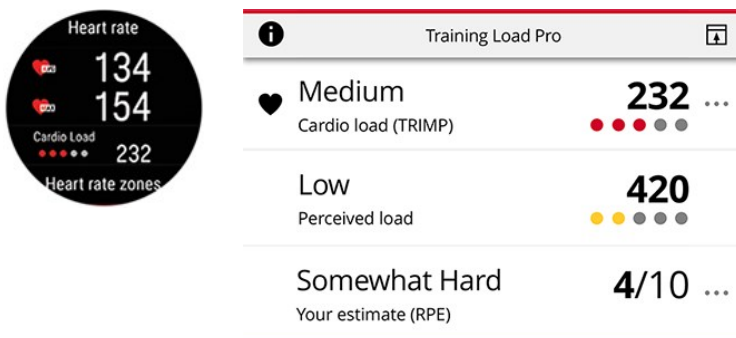 Heart rate
134
154
Cardio Load
232
Heart rate zones
Training Load Pro
Medium
232
Cardio load (TRIMP)
Low
420
Perceived load
Somewhat Hard
4/10
Your estimate (RPE)